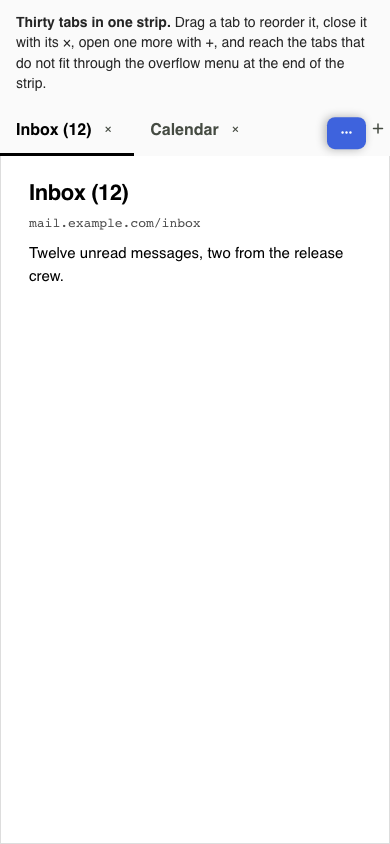 Thirty tabs in one strip. Drag a tab to reorder it, close it
with its ×, open one more with +, and reach the tabs that
do not fit through the overflow menu at the end of the
strip.
Inbox (12) × Calendar × ... +
Inbox (12)
mail.example.com/inbox
Twelve unread messages, two from the release
crew.